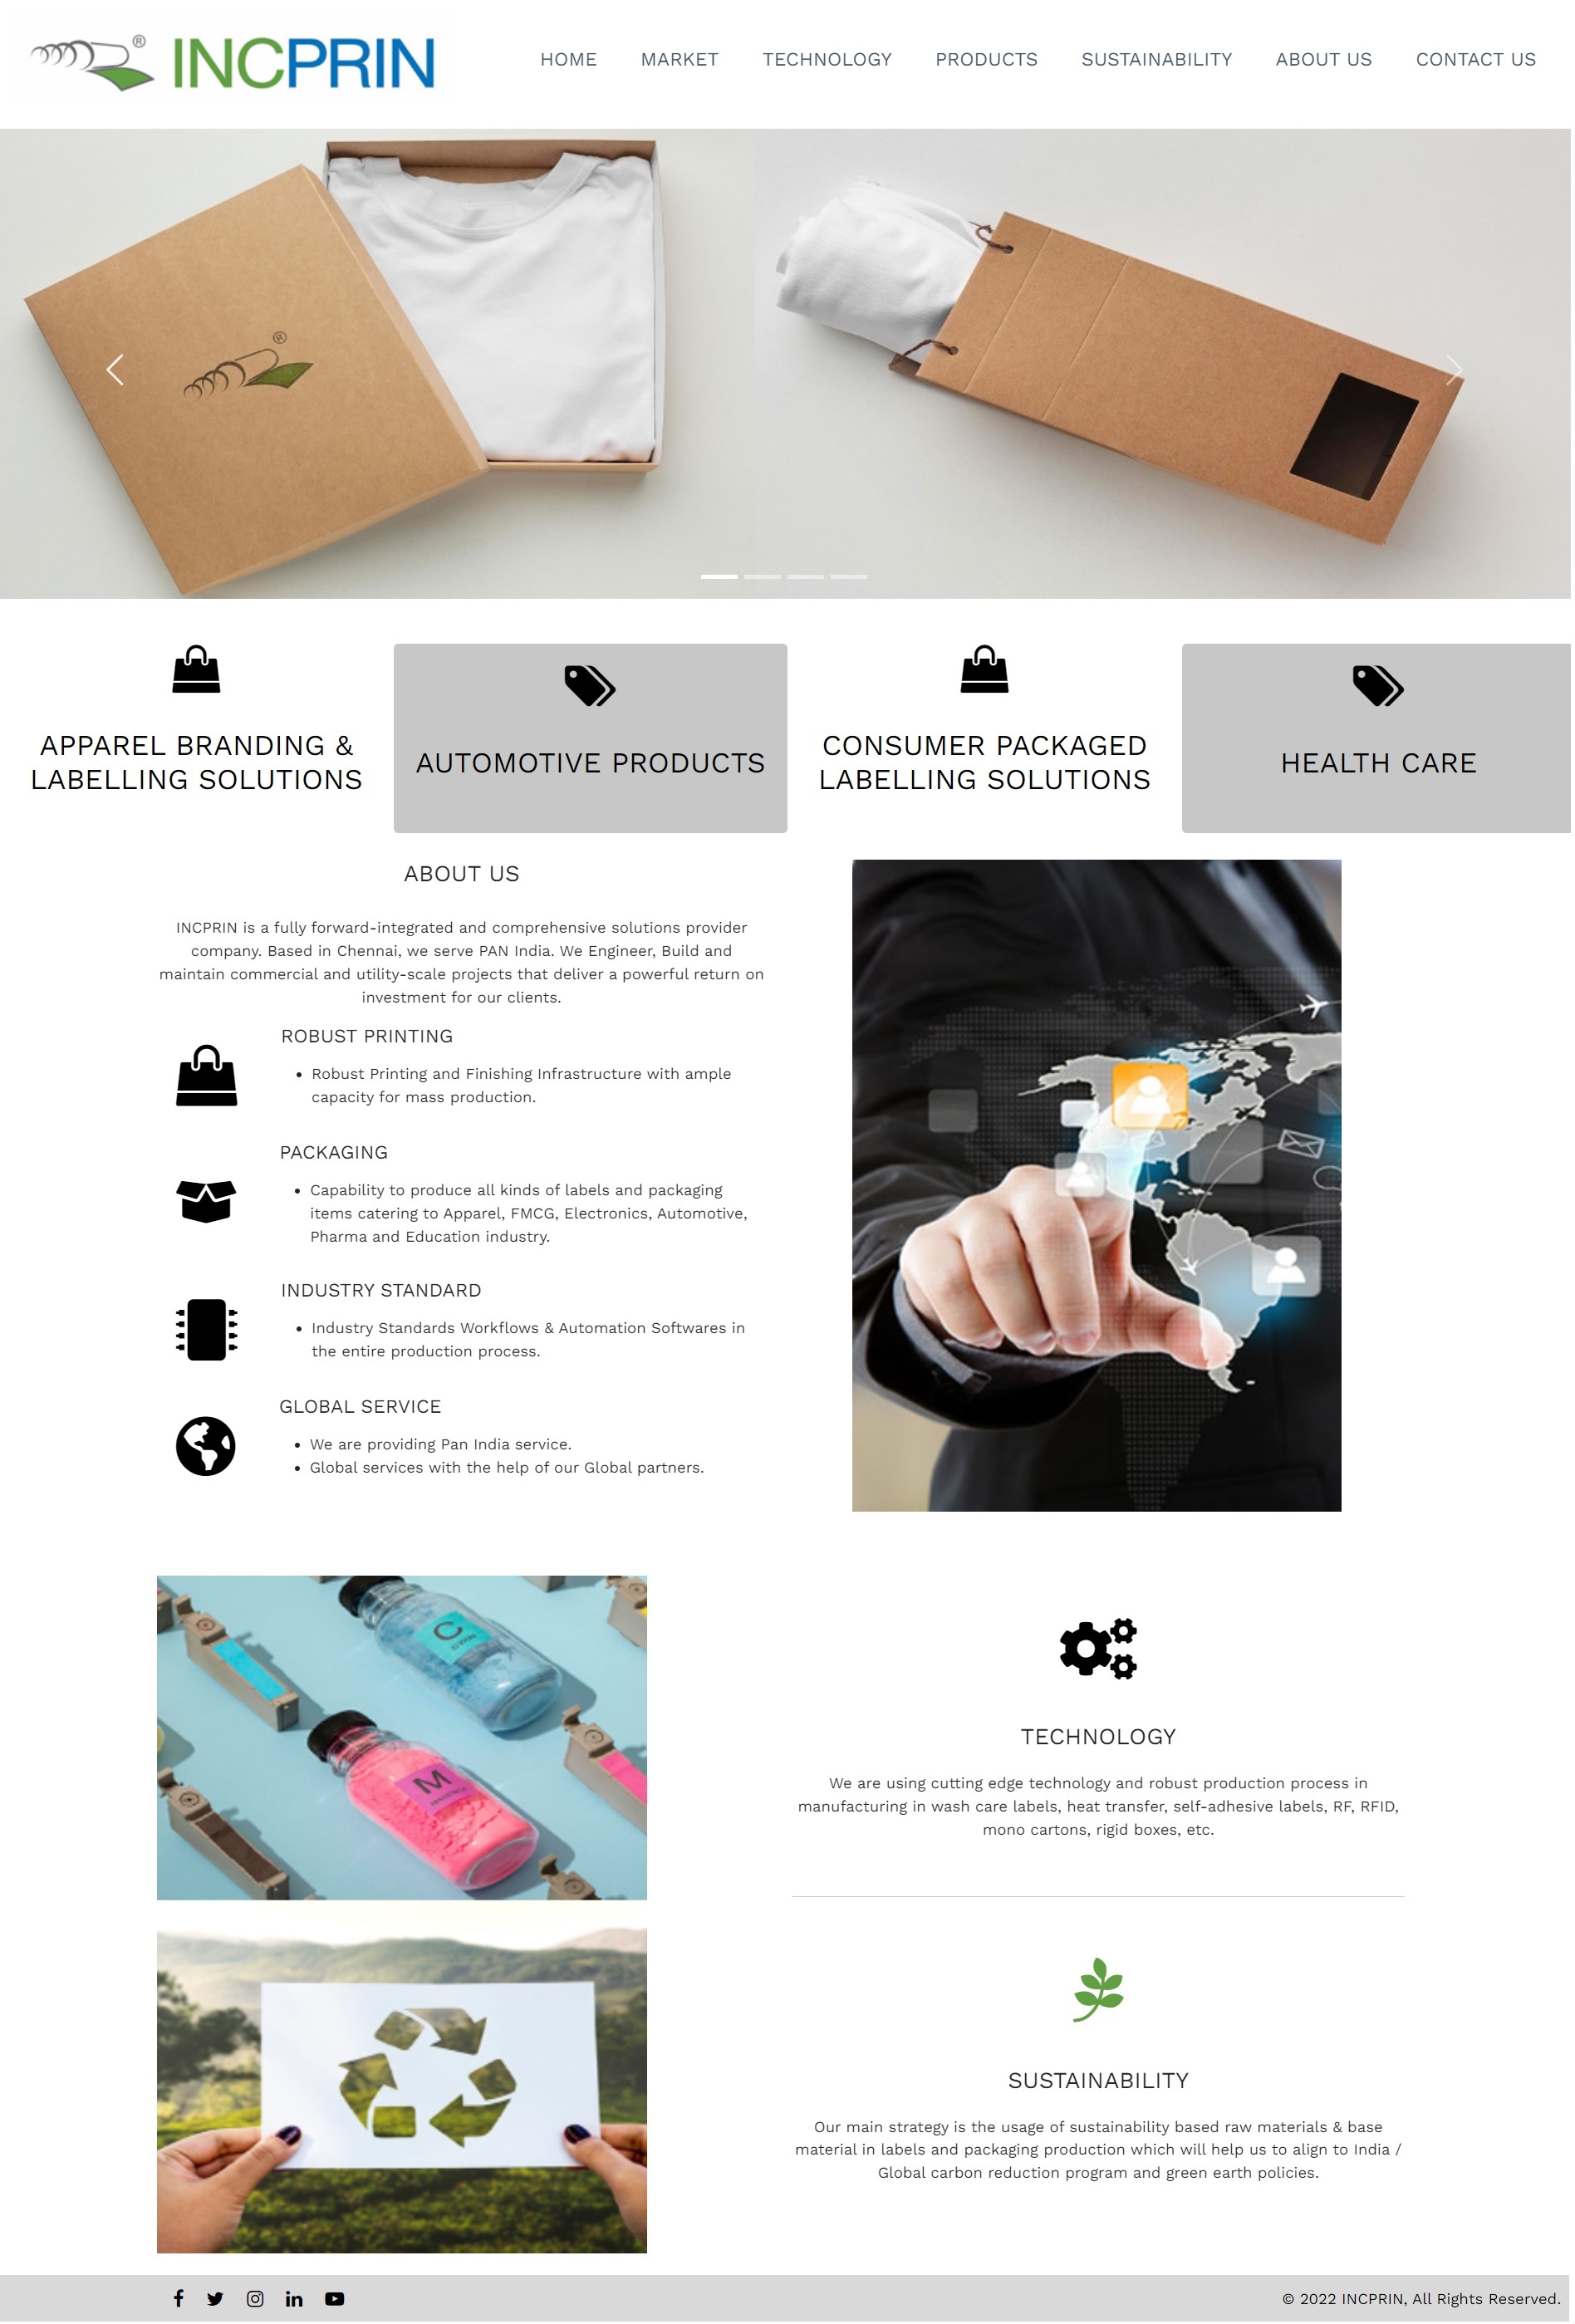 INCPRIN
HOME MARKET TECHNOLOGY PRODUCTS SUSTAINABILITY ABOUT US CONTACT US
APPAREL BRANDING &
LABELLING SOLUTIONS
AUTOMOTIVE PRODUCTS
CONSUMER PACKAGED
LABELLING SOLUTIONS
HEALTH CARE
ABOUT US
INCPRIN is a fully forward-integrated and comprehensive solutions provider
company. Based in Chennai, we serve PAN India. We Engineer, Build and
maintain commercial and utility-scale projects that deliver a powerful return on
investment for our clients.
ROBUST PRINTING
• Robust Printing and Finishing Infrastructure with ample
capacity for mass production.
PACKAGING
• Capability to produce all kinds of labels and packaging
items catering to Apparel, FMCG, Electronics, Automotive,
Pharma and Education industry.
INDUSTRY STANDARD
• Industry Standards Workflows & Automation Softwares in
the entire production process.
GLOBAL SERVICE
• We are providing Pan India service.
• Global services with the help of our Global partners.
C
CYAN
M
MAGENTA
TECHNOLOGY
We are using cutting edge technology and robust production process in
manufacturing in wash care labels, heat transfer, self-adhesive labels, RF, RFID,
mono cartons, rigid boxes, etc.
SUSTAINABILITY
Our main strategy is the usage of sustainability based raw materials & base
material in labels and packaging production which will help us to align to India /
Global carbon reduction program and green earth policies.
© 2022 INCPRIN, All Rights Reserved.